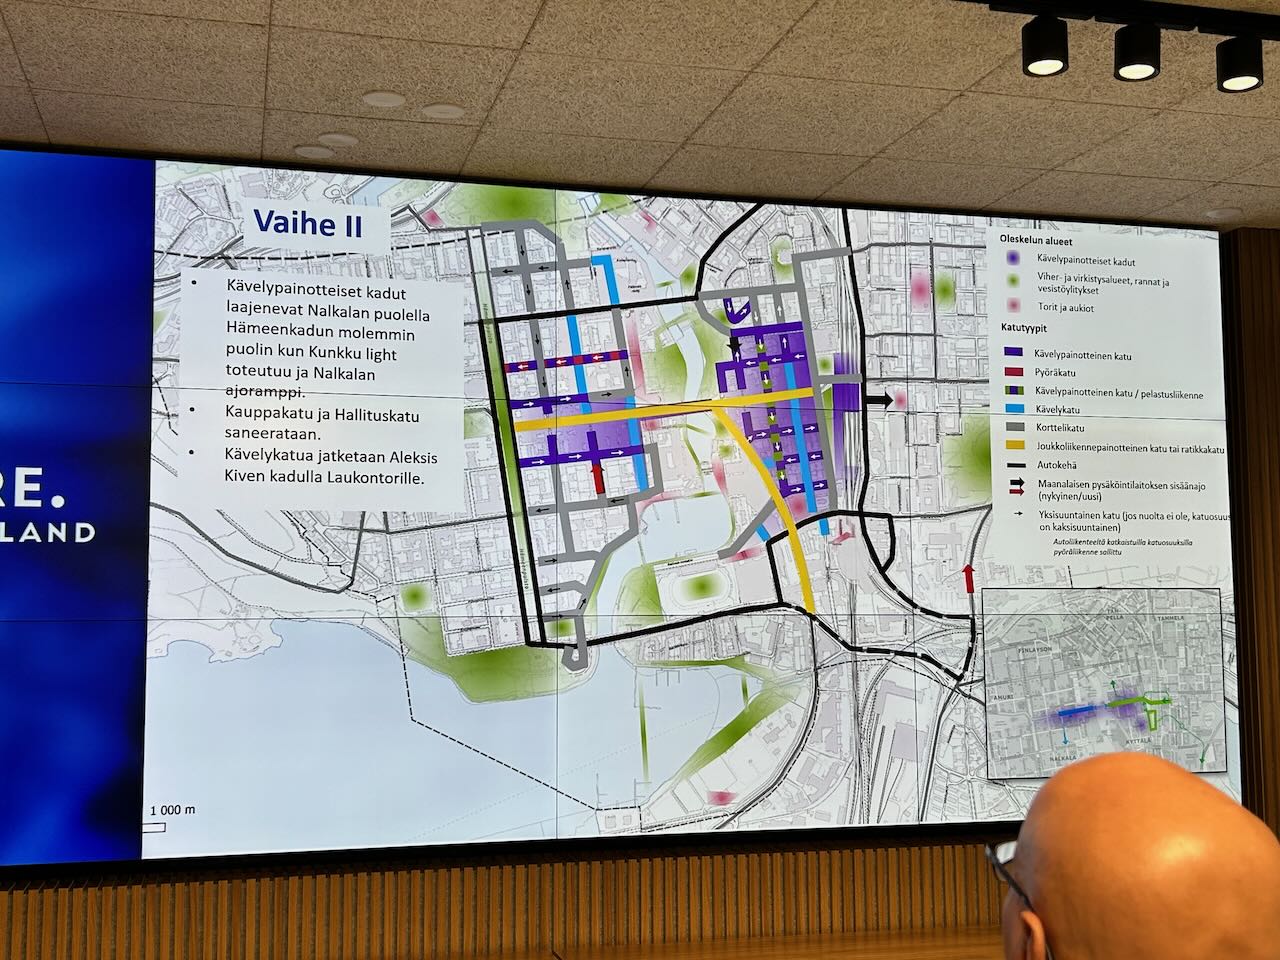 RE.
LAND
Vaihe II
• Kävelypainotteiset kadut
laajenevat Nalkalan puolella
Hämeenkadun molemmin
puolin kun Kunkku light
toteutuu ja Nalkalan
ajoramppi.
• Kauppakatu ja Hallituskatu
saneerataan.
• Kävelykatua jatketaan Aleksis
Kiven kadulla Laukontorille.
1 000 m
Oleskelun alueet
Kävelypainotteiset kadut
Viher- ja virkistysalueet, rannat ja
vesistöylitykset
Torit ja aukiot
Katutyypit
Kävelypainotteinen katu
Pyöräkatu
Kävelypainotteinen katu / pelastusliikenne
Kävelykatu
Korttelikatu
Joukkoliikennepainotteinen katu tai ratikkakatu
Autokehä
Maanalaisen pysäköintilaitoksen sisäänajo
(nykyinen/uusi)
Yksisuuntainen katu (jos nuolta ei ole, katuosuus
on kaksisuuntainen)
Autoliikenteeltä katkaistuilla katuosuuksilla
pyöräliikenne sallittu
TAM
PELLA
TAMMELA
FINLAYSON
AMURI
KYTTÄLÄ
NALKALA